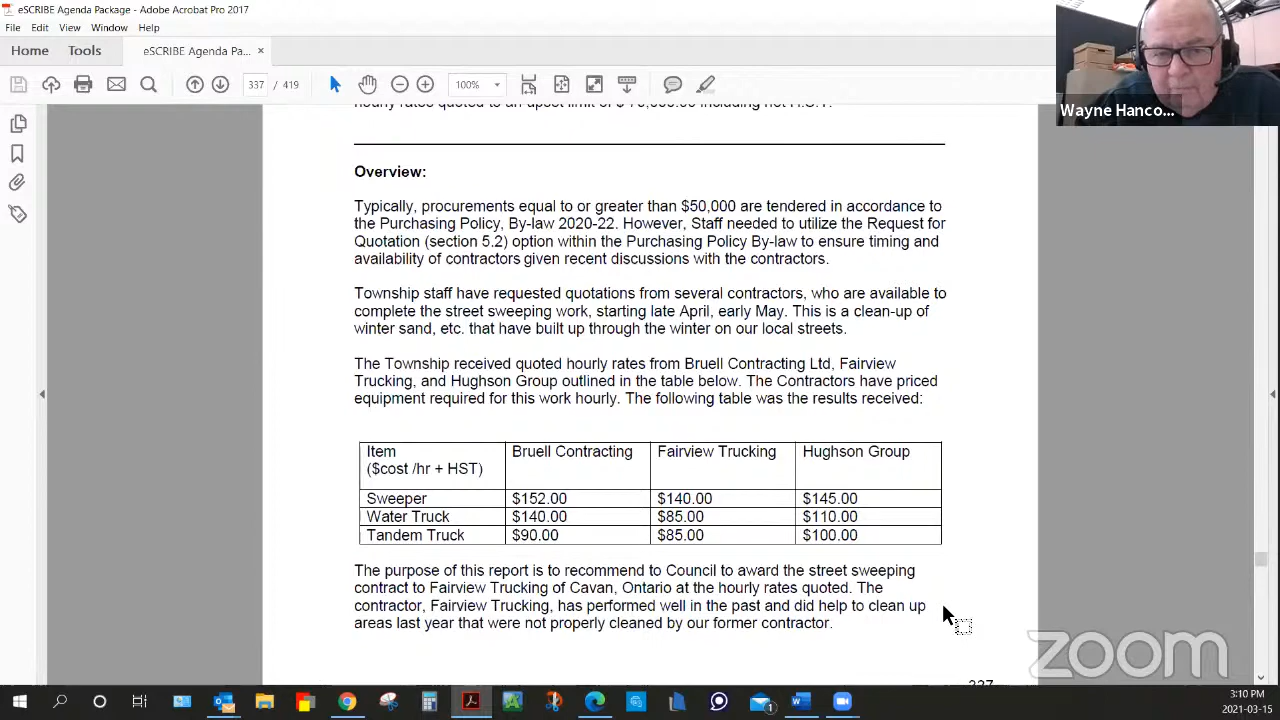 eSCRIBE Agenda Package - Adobe Acrobat Pro 2017
File Edit View Window Help
Home Tools eSCRIBE Agenda Pa... ×
337 / 419 100%
Wayne Hanco...
Overview:
Typically, procurements equal to or greater than $50,000 are tendered in accordance to
the Purchasing Policy, By-law 2020-22. However, Staff needed to utilize the Request for
Quotation (section 5.2) option within the Purchasing Policy By-law to ensure timing and
availability of contractors given recent discussions with the contractors.
Township staff have requested quotations from several contractors, who are available to
complete the street sweeping work, starting late April, early May. This is a clean-up of
winter sand, etc. that have built up through the winter on our local streets.
The Township received quoted hourly rates from Bruell Contracting Ltd, Fairview
Trucking, and Hughson Group outlined in the table below. The Contractors have priced
equipment required for this work hourly. The following table was the results received:
Item Bruell Contracting Fairview Trucking Hughson Group
($cost /hr + HST)
Sweeper $152.00 $140.00 $145.00
Water Truck $140.00 $85.00 $110.00
Tandem Truck $90.00 $85.00 $100.00
The purpose of this report is to recommend to Council to award the street sweeping
contract to Fairview Trucking of Cavan, Ontario at the hourly rates quoted. The
contractor, Fairview Trucking, has performed well in the past and did help to clean up
areas last year that were not properly cleaned by our former contractor.
zoom
3:10 PM
2021-03-15